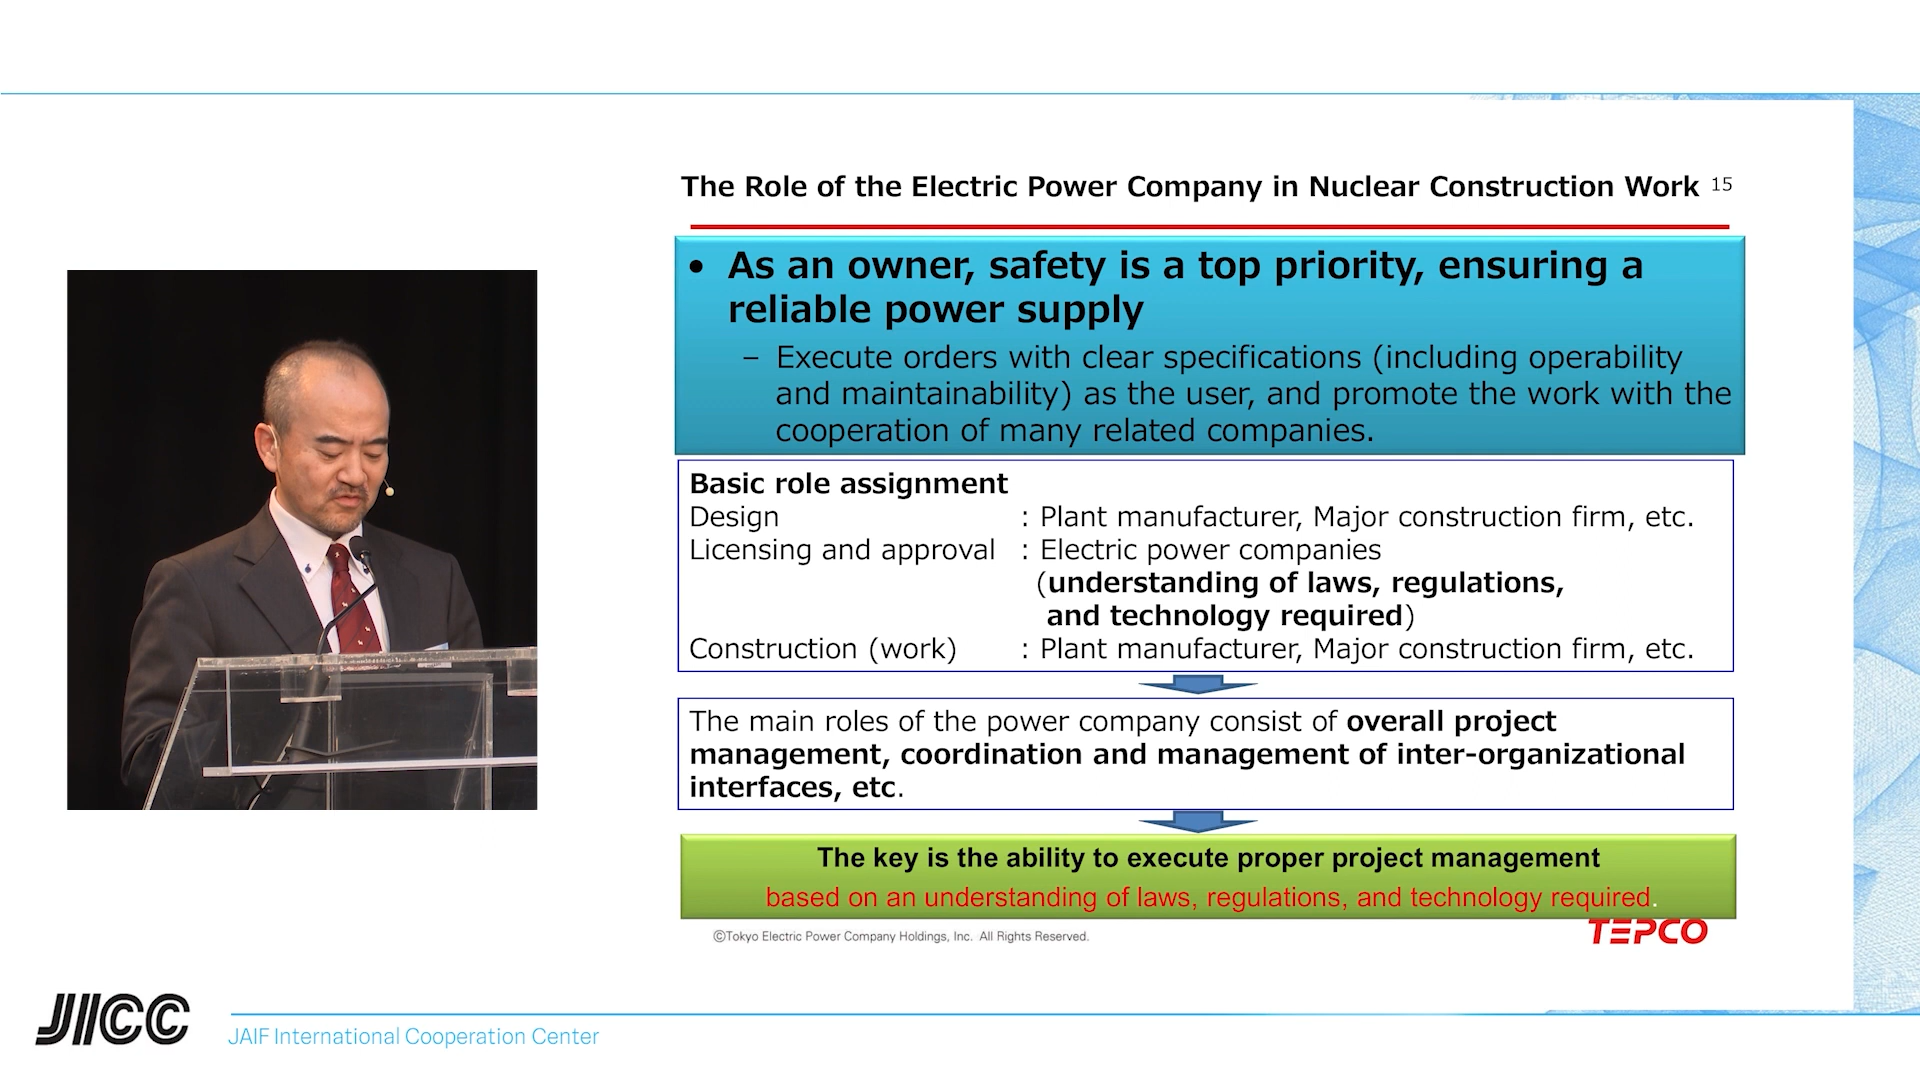 The Role of the Electric Power Company in Nuclear Construction Work 15
• As an owner, safety is a top priority, ensuring a
reliable power supply
– Execute orders with clear specifications (including operability
and maintainability) as the user, and promote the work with the
cooperation of many related companies.
Basic role assignment
Design : Plant manufacturer, Major construction firm, etc.
Licensing and approval : Electric power companies
(understanding of laws, regulations,
and technology required)
Construction (work) : Plant manufacturer, Major construction firm, etc.
The main roles of the power company consist of overall project
management, coordination and management of inter-organizational
interfaces, etc.
The key is the ability to execute proper project management
based on an understanding of laws, regulations, and technology required.
©Tokyo Electric Power Company Holdings, Inc. All Rights Reserved.
TEPCO
JICC
JAIF International Cooperation Center